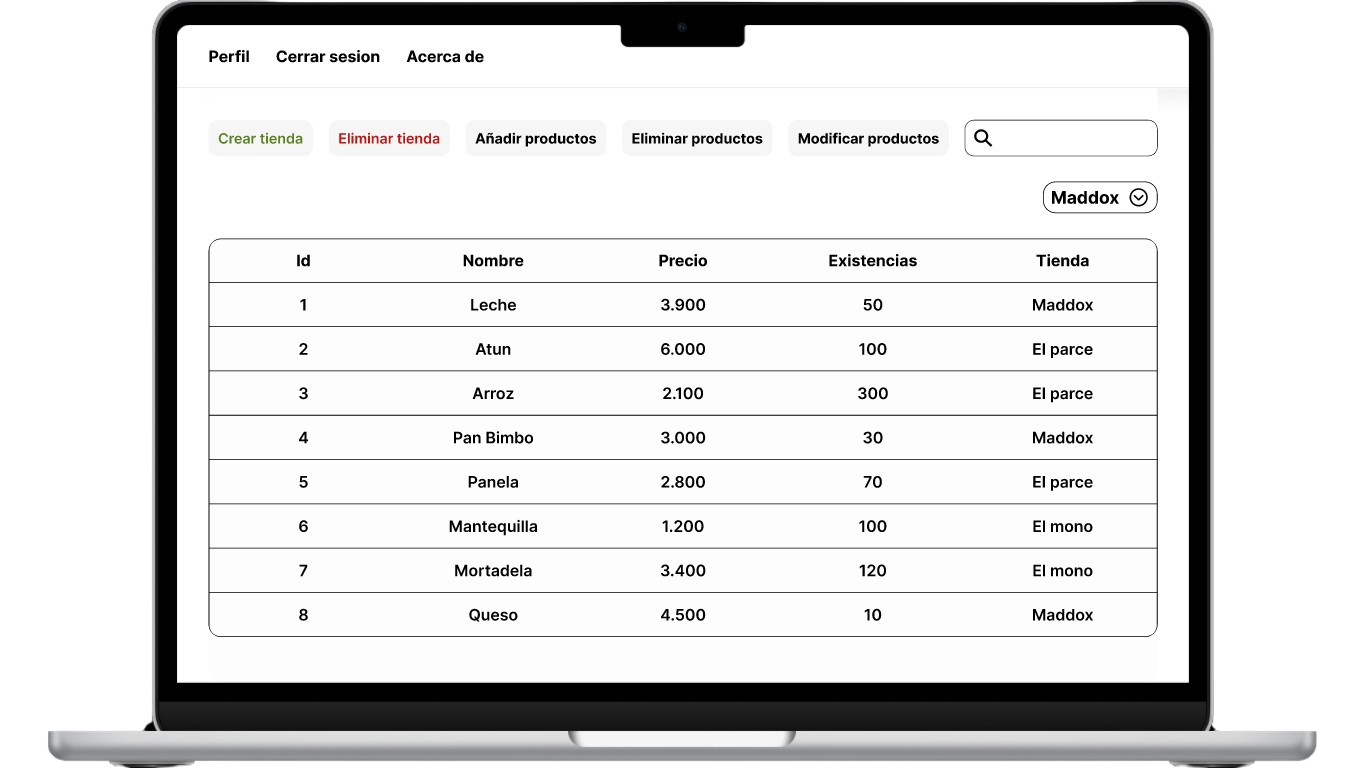 Perfil Cerrar sesion Acerca de
Crear tienda Eliminar tienda Añadir productos Eliminar productos Modificar productos
Maddox
Id Nombre Precio Existencias Tienda
1 Leche 3.900 50 Maddox
2 Atun 6.000 100 El parce
3 Arroz 2.100 300 El parce
4 Pan Bimbo 3.000 30 Maddox
5 Panela 2.800 70 El parce
6 Mantequilla 1.200 100 El mono
7 Mortadela 3.400 120 El mono
8 Queso 4.500 10 Maddox